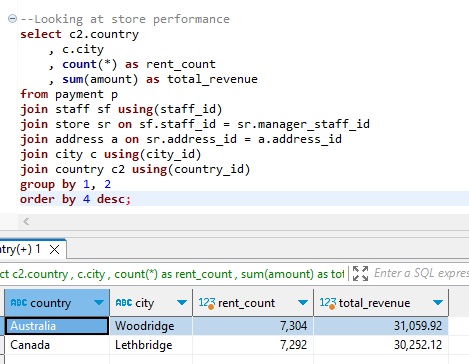 --Looking at store performance
select c2.country
, c.city
, count(*) as rent_count
, sum(amount) as total_revenue
from payment p
join staff sf using(staff_id)
join store sr on sf.staff_id = sr.manager_staff_id
join address a on sr.address_id = a.address_id
join city c using(city_id)
join country c2 using(country_id)
group by 1, 2
order by 4 desc;
try(+) 1
ct c2.country , c.city , count(*) as rent_count , sum(amount) as tot
Enter a SQL expres
ABC country ABC city 123 rent_count 123 total_revenue
Australia Woodridge 7,304 31,059.92
Canada Lethbridge 7,292 30,252.12